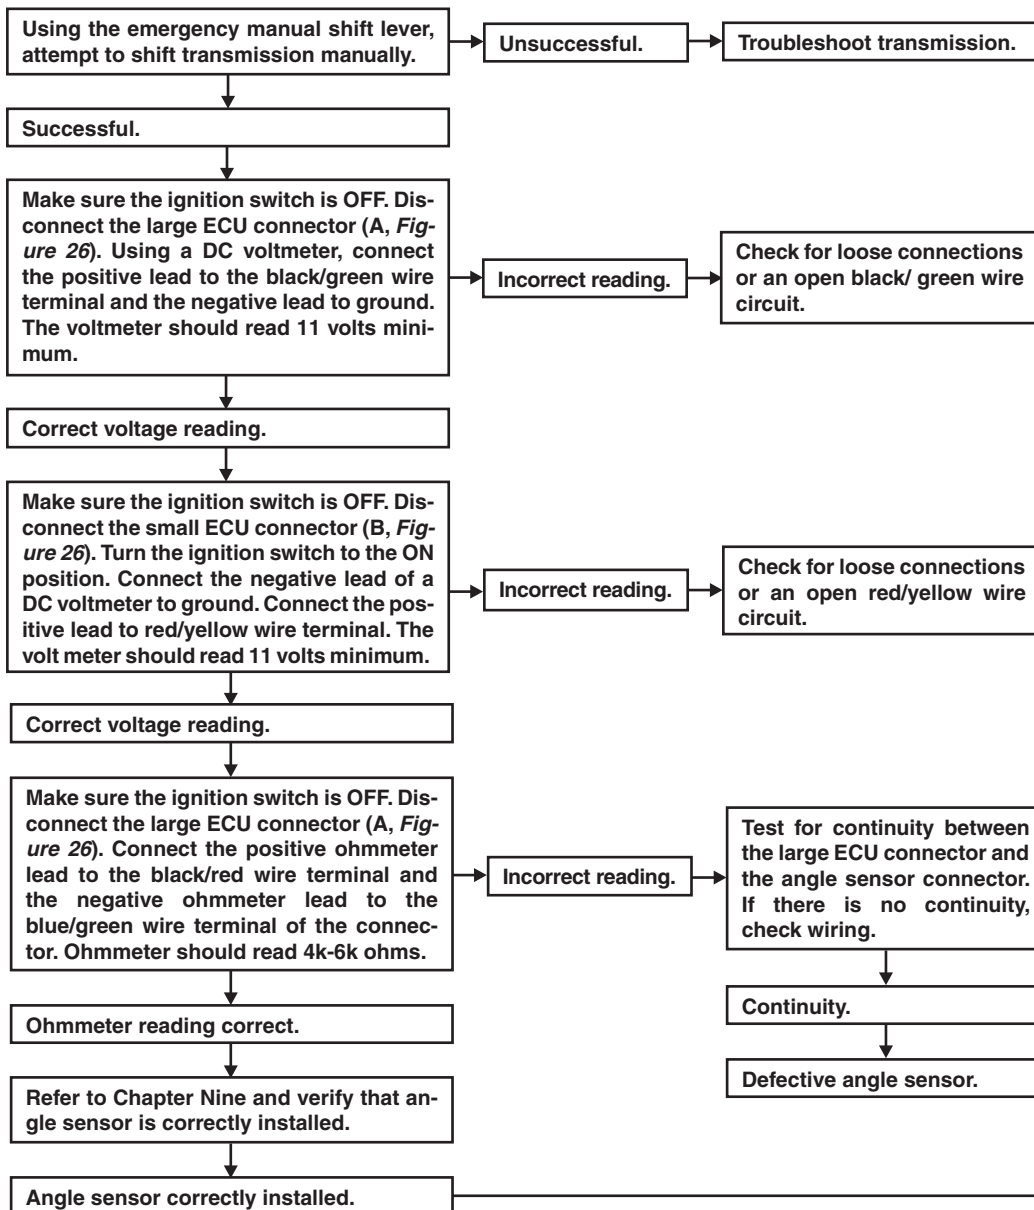 Using the emergency manual shift lever,
attempt to shift transmission manually.
Unsuccessful.
Troubleshoot transmission.
Successful.
Make sure the ignition switch is OFF. Dis-
connect the large ECU connector (A, Fig-
ure 26). Using a DC voltmeter, connect
the positive lead to the black/green wire
terminal and the negative lead to ground.
The voltmeter should read 11 volts mini-
mum.
Incorrect reading.
Check for loose connections
or an open black/ green wire
circuit.
Correct voltage reading.
Make sure the ignition switch is OFF. Dis-
connect the small ECU connector (B, Fig-
ure 26). Turn the ignition switch to the ON
position. Connect the negative lead of a
DC voltmeter to ground. Connect the pos-
itive lead to red/yellow wire terminal. The
volt meter should read 11 volts minimum.
Incorrect reading.
Check for loose connections
or an open red/yellow wire
circuit.
Correct voltage reading.
Make sure the ignition switch is OFF. Dis-
connect the large ECU connector (A, Fig-
ure 26). Connect the positive ohmmeter
lead to the black/red wire terminal and
the negative ohmmeter lead to the
blue/green wire terminal of the connec-
tor. Ohmmeter should read 4k-6k ohms.
Incorrect reading.
Test for continuity between
the large ECU connector and
the angle sensor connector.
If there is no continuity,
check wiring.
Ohmmeter reading correct.
Continuity.
Defective angle sensor.
Refer to Chapter Nine and verify that an-
gle sensor is correctly installed.
Angle sensor correctly installed.